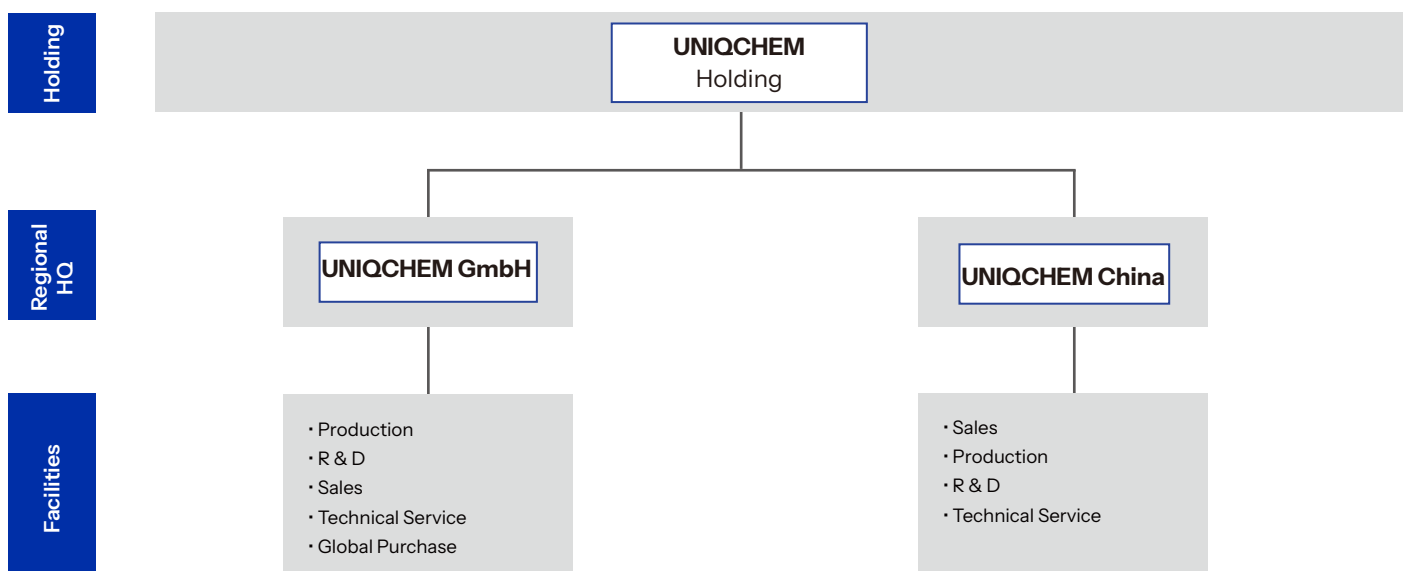 Holding
UNIQCHEM
Holding
Regional
HQ
UNIQCHEM GmbH
UNIQCHEM China
Facilities
· Production
· R & D
· Sales
· Technical Service
· Global Purchase
· Sales
· Production
· R & D
· Technical Service